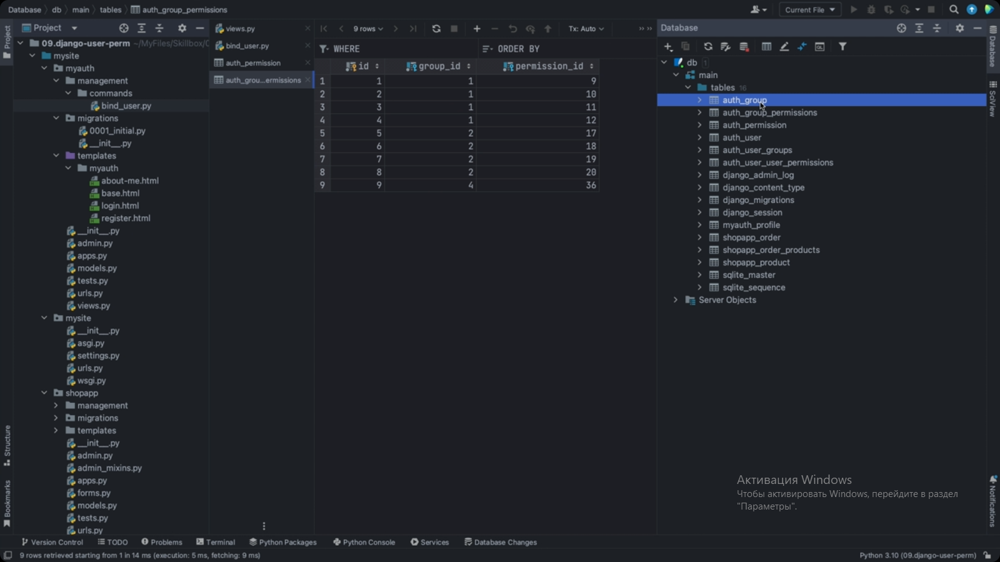 Database
db
main
tables
auth_group_permissions
Current File
Project
Project
09.django-user-perm ~/MyFiles/Skillbox/
mysite
myauth
management
commands
bind_user.py
migrations
0001_initial.py
__init__.py
templates
myauth
about-me.html
base.html
login.html
register.html
__init__.py
admin.py
apps.py
models.py
tests.py
urls.py
views.py
mysite
__init__.py
asgi.py
settings.py
urls.py
wsgi.py
shopapp
management
migrations
templates
__init__.py
admin.py
admin_mixins.py
apps.py
forms.py
models.py
tests.py
urls.py
Structure
Bookmarks
views.py
bind_user.py
auth_permission
auth_grou...ermissions
9 rows
Tx: Auto
WHERE
ORDER BY
id group_id permission_id
1 1 1 9
2 2 1 10
3 3 1 11
4 4 1 12
5 5 2 17
6 6 2 18
7 7 2 19
8 8 2 20
9 9 4 36
Database
db 1
main
tables 16
auth_group
auth_group_permissions
auth_permission
auth_user
auth_user_groups
auth_user_user_permissions
django_admin_log
django_content_type
django_migrations
django_session
myauth_profile
shopapp_order
shopapp_order_products
shopapp_product
sqlite_master
sqlite_sequence
Server Objects
Database
SciView
Notifications
Активация Windows
Чтобы активировать Windows, перейдите в раздел
"Параметры".
Version Control
TODO
Problems
Terminal
Python Packages
Python Console
Services
Database Changes
9 rows retrieved starting from 1 in 14 ms (execution: 5 ms, fetching: 9 ms)
Python 3.10 (09.django-user-perm)